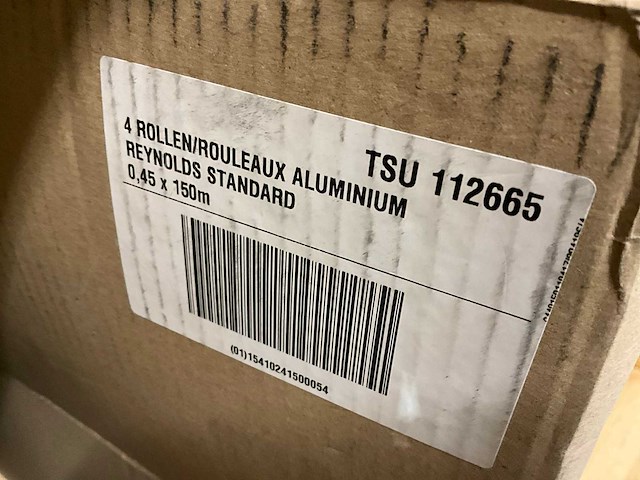 TSU 112665
4 ROLLEN/ROULEAUX ALUMINIUM
REYNOLDS STANDARD
0,45 x 150m
(01)15410241500054